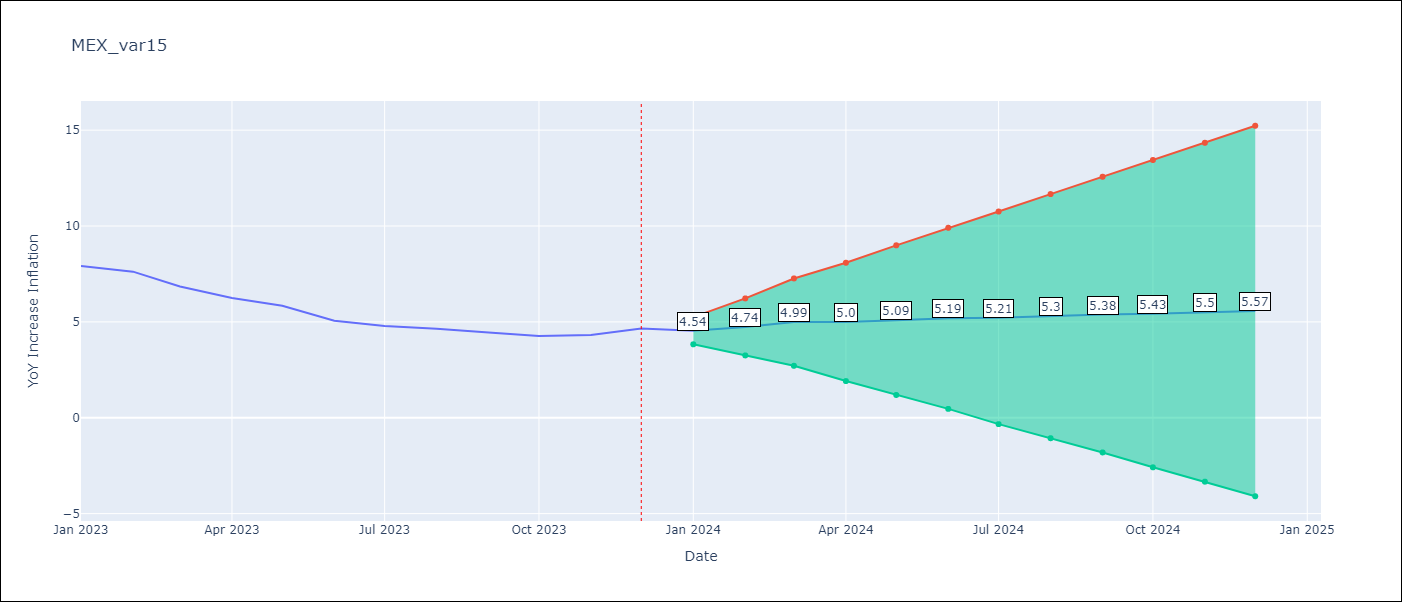 MEX_var15
YoY Increase Inflation
15
10
5
0
−5
4.54
4.74
4.99
5.0
5.09
5.19
5.21
5.3
5.38
5.43
5.5
5.57
Jan 2023
Apr 2023
Jul 2023
Oct 2023
Jan 2024
Apr 2024
Jul 2024
Oct 2024
Jan 2025
Date